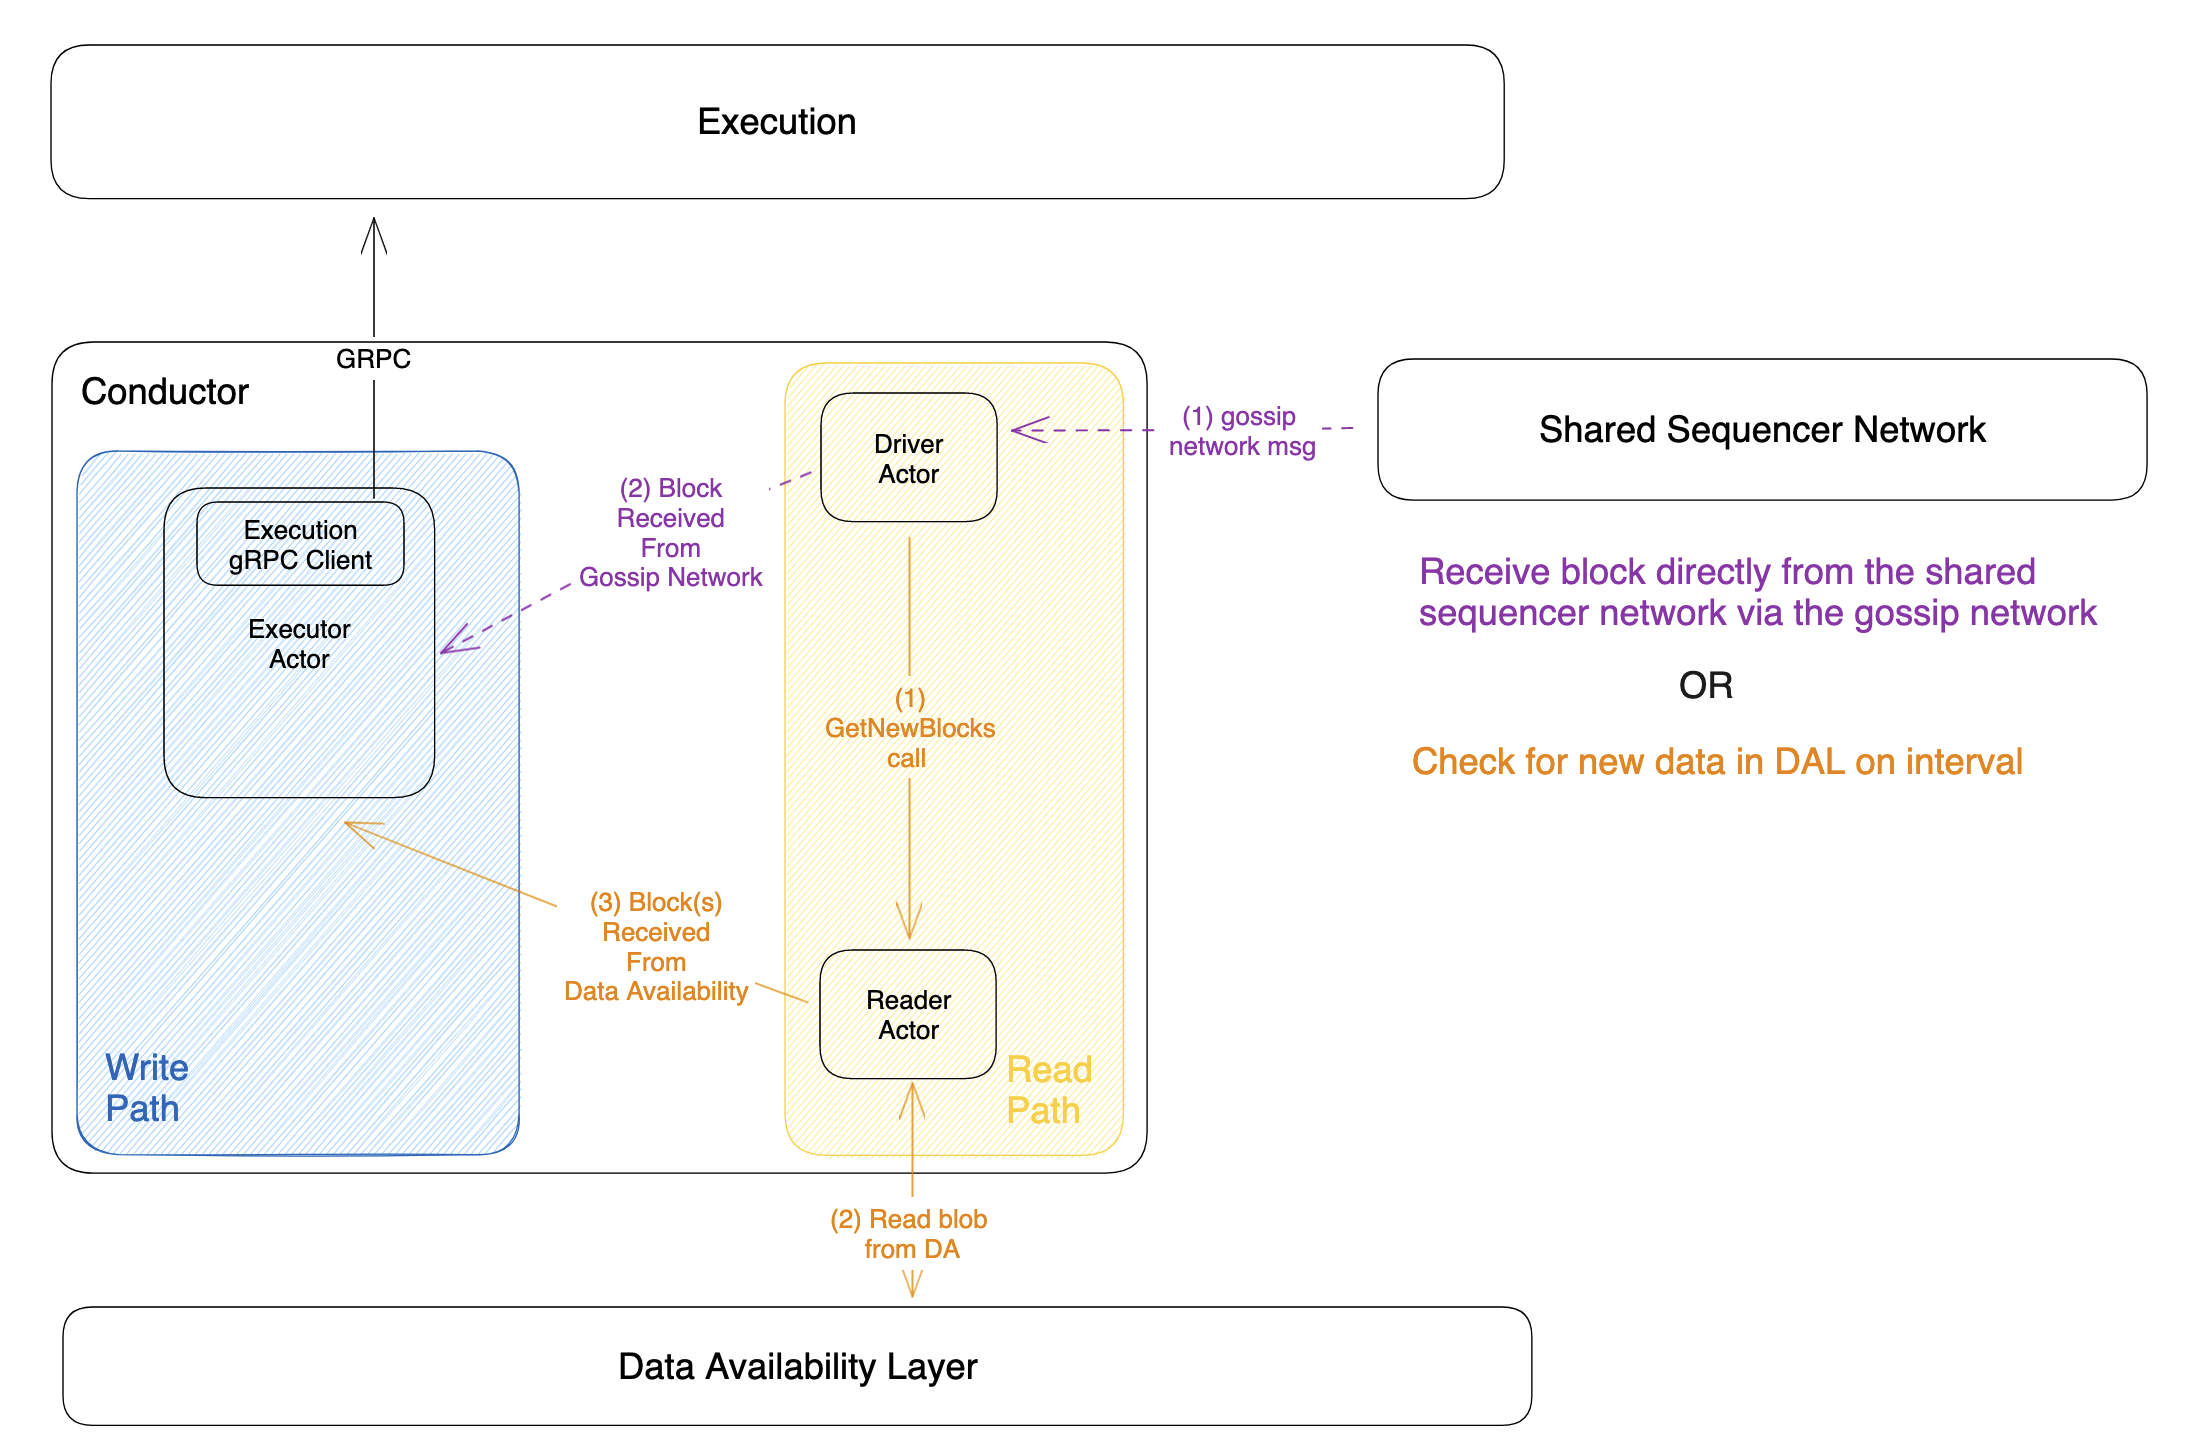 Execution
GRPC
Conductor
Execution
gRPC Client
Executor
Actor
Write
Path
(2) Block
Received
From
Gossip Network
(3) Block(s)
Received
From
Data Availability
Driver
Actor
(1)
GetNewBlocks
call
Reader
Actor
Read
Path
(1) gossip
network msg
Shared Sequencer Network
Receive block directly from the shared
sequencer network via the gossip network
OR
Check for new data in DAL on interval
(2) Read blob
from DA
Data Availability Layer